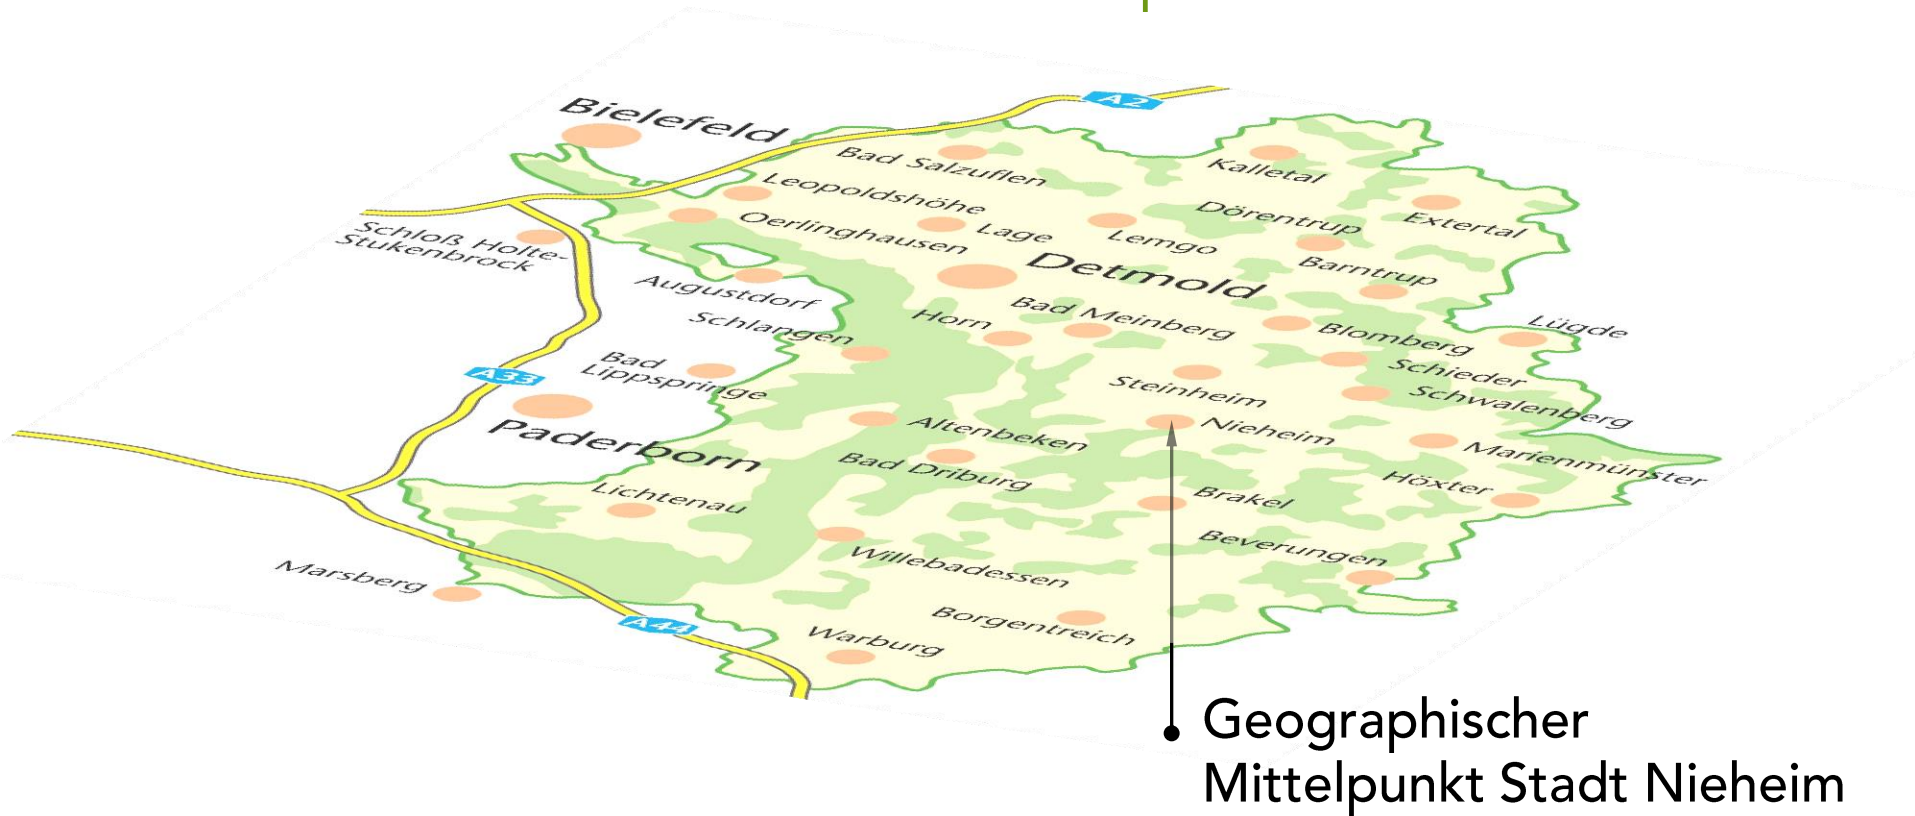 A2
Bielefeld
Bad Salzuflen
Kalletal
Leopoldshöhe
Oerlinghausen
Lage
Lemgo
Dörentrup
Extertal
Schloß Holte-
Stukenbrock
Detmold
Barntrup
Augustdorf
Schlangen
Horn
Bad Meinberg
Blomberg
Lügde
Bad
Lippspringe
A33
Steinheim
Schieder
Schwalenberg
Paderborn
Altenbeken
Nieheim
Marienmünster
Bad Driburg
Höxter
Lichtenau
Brakel
Willebadessen
Beverungen
Marsberg
A44
Borgentreich
Warburg
Geographischer
Mittelpunkt Stadt Nieheim